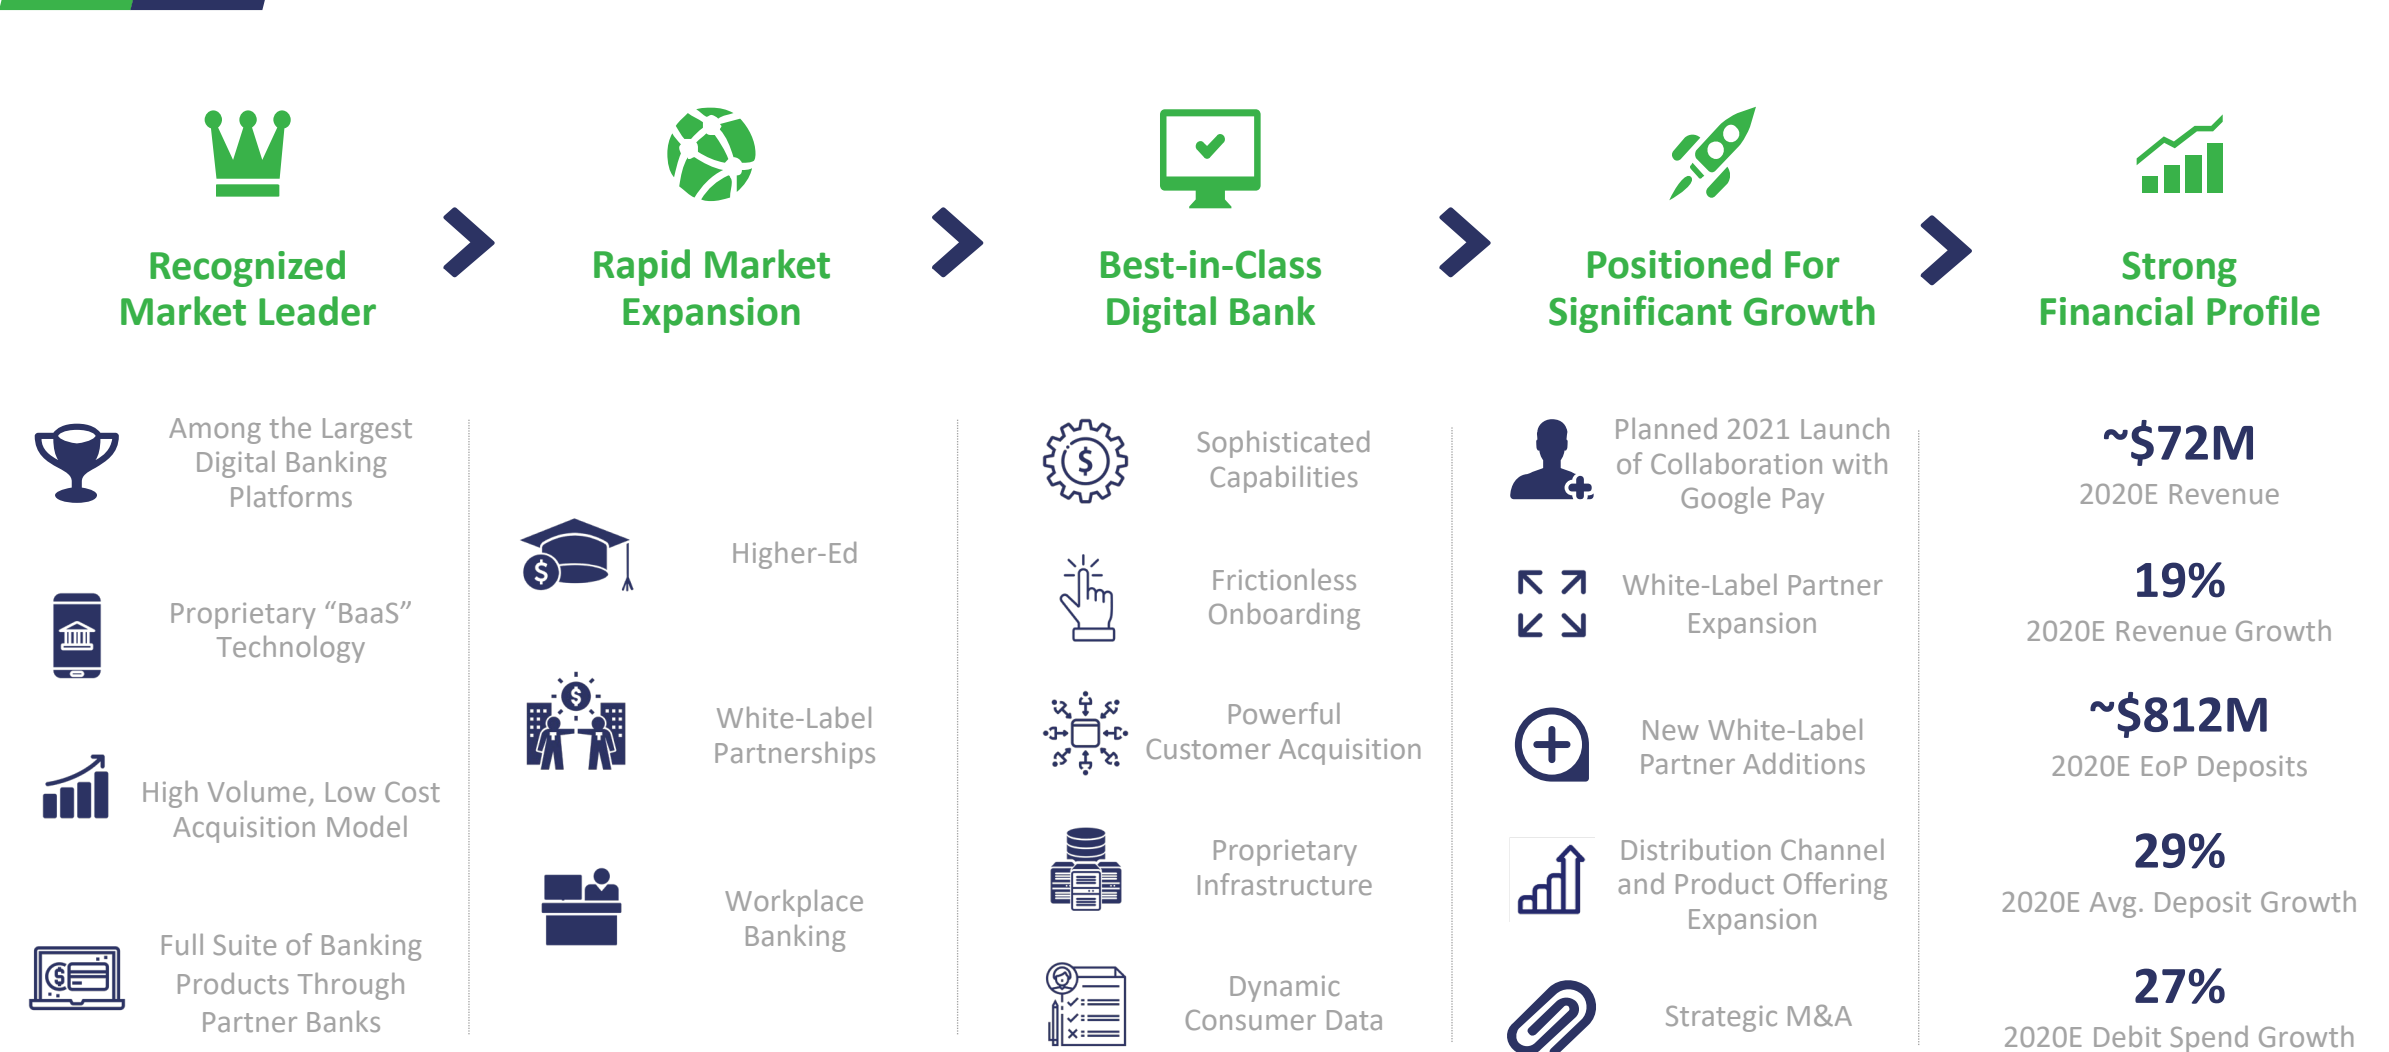 Recognized
Market Leader
Rapid Market
Expansion
Best-in-Class
Digital Bank
Positioned For
Significant Growth
Strong
Financial Profile
Among the Largest
Digital Banking
Platforms
Proprietary “BaaS”
Technology
High Volume, Low Cost
Acquisition Model
Full Suite of Banking
Products Through
Partner Banks
Higher-Ed
White-Label
Partnerships
Workplace
Banking
Sophisticated
Capabilities
Frictionless
Onboarding
Powerful
Customer Acquisition
Proprietary
Infrastructure
Dynamic
Consumer Data
Planned 2021 Launch
of Collaboration with
Google Pay
White-Label Partner
Expansion
New White-Label
Partner Additions
Distribution Channel
and Product Offering
Expansion
Strategic M&A
~$72M
2020E Revenue
19%
2020E Revenue Growth
~$812M
2020E EoP Deposits
29%
2020E Avg. Deposit Growth
27%
2020E Debit Spend Growth